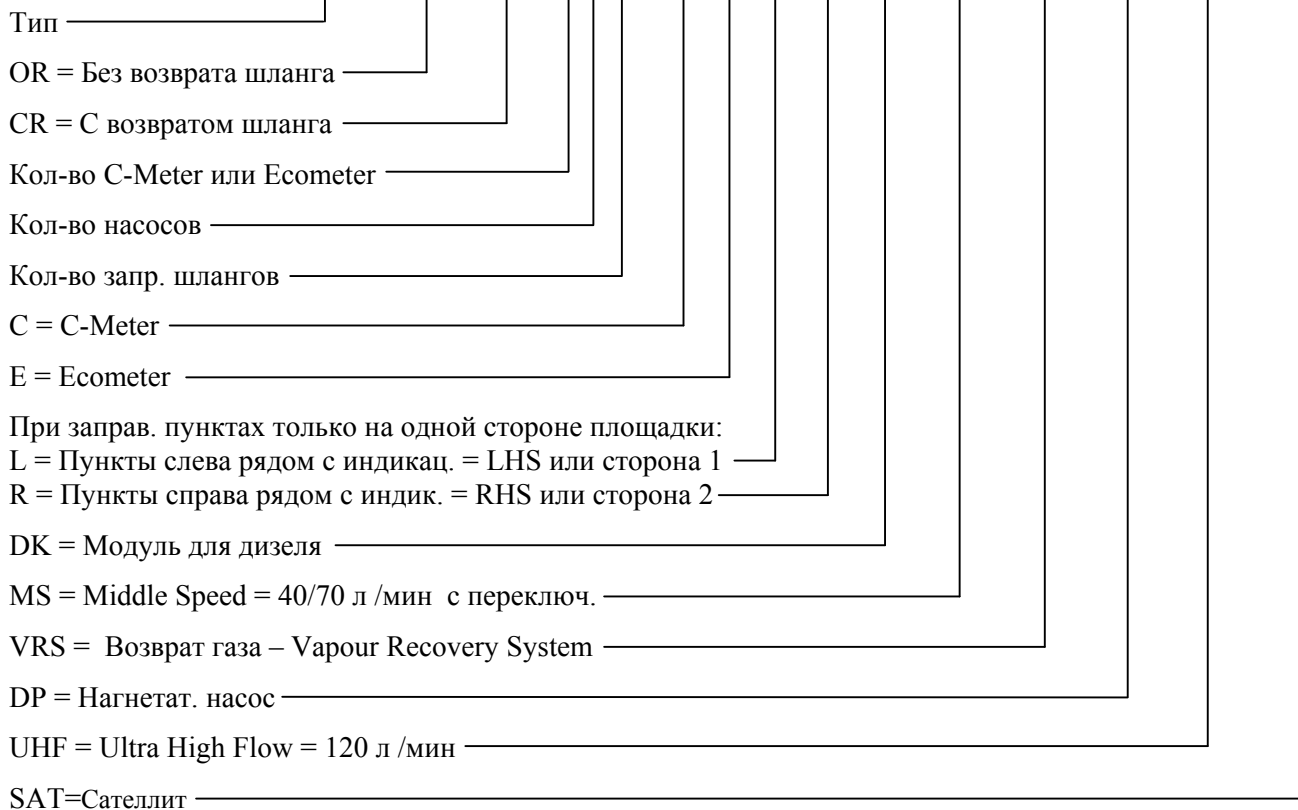 Тип
OR = Без возврата шланга
CR = С возвратом шланга
Кол-во C-Meter или Ecometer
Кол-во насосов
Кол-во запр. шлангов
C = C-Meter
E = Ecometer
При заправ. пунктах только на одной стороне площадки:
L = Пункты слева рядом с индикац. = LHS или сторона 1
R = Пункты справа рядом с индик. = RHS или сторона 2
DK = Модуль для дизеля
MS = Middle Speed = 40/70 л /мин с переключ.
VRS = Возврат газа – Vapour Recovery System
DP = Нагнетат. насос
UHF = Ultra High Flow = 120 л /мин
SAT=Сателлит